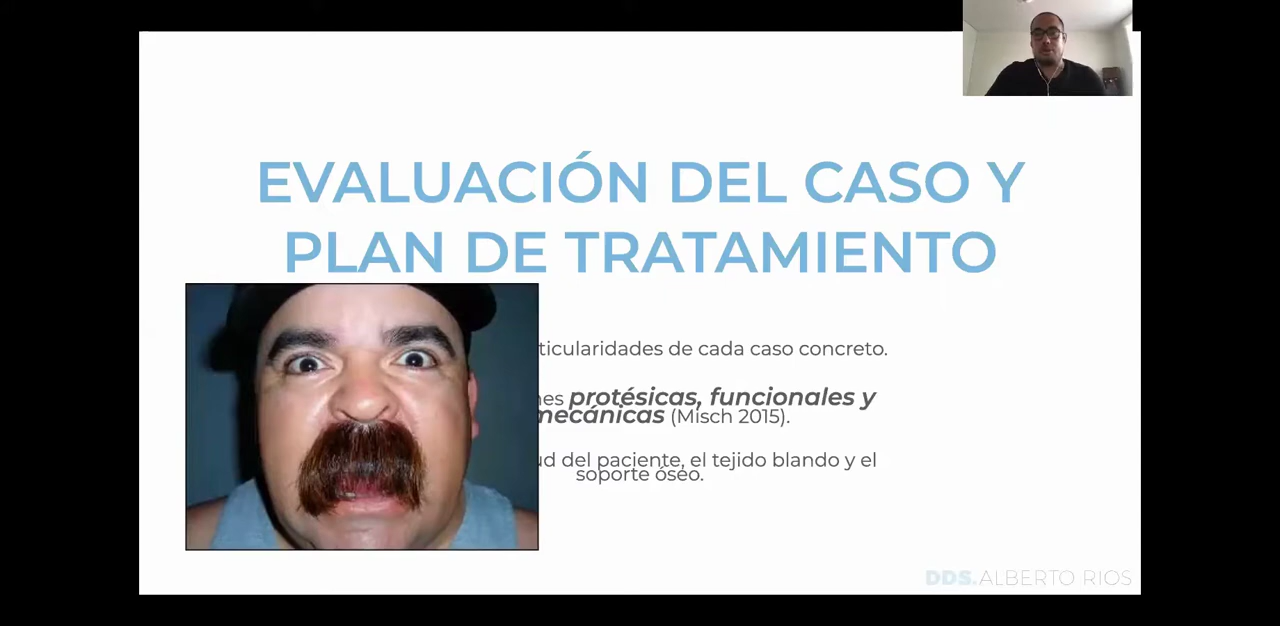 EVALUACIÓN DEL CASO Y
PLAN DE TRATAMIENTO
ticularidades de cada caso concreto.
nes protésicas, funcionales y
mecánicas (Misch 2015).
ud del paciente, el tejido blando y el
soporte óseo.
DDS.ALBERTO RIOS